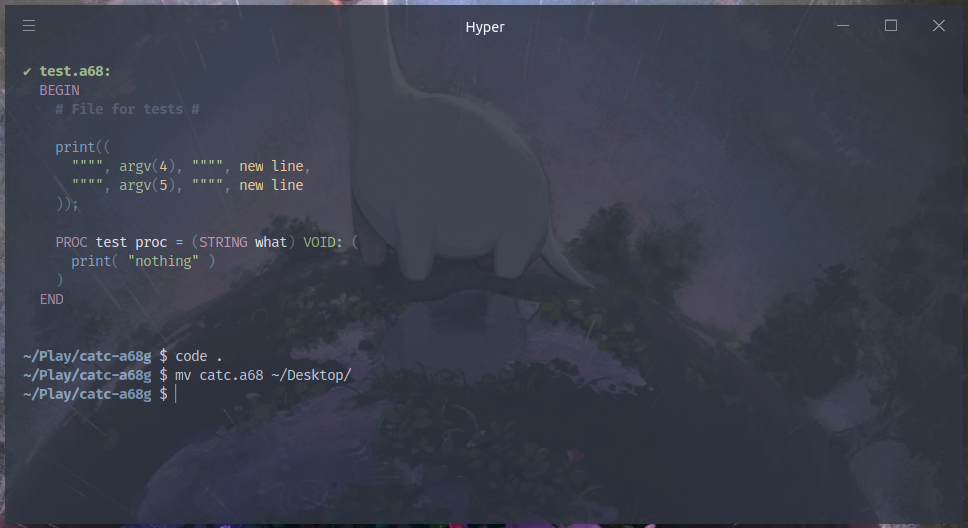 Hyper
✔ test.a68:
BEGIN
# File for tests #
print((
"""", argv(4), """", new line,
"""", argv(5), """", new line
));
PROC test proc = (STRING what) VOID: (
print( "nothing" )
)
END
~/Play/catc-a68g $ code .
~/Play/catc-a68g $ mv catc.a68 ~/Desktop/
~/Play/catc-a68g $